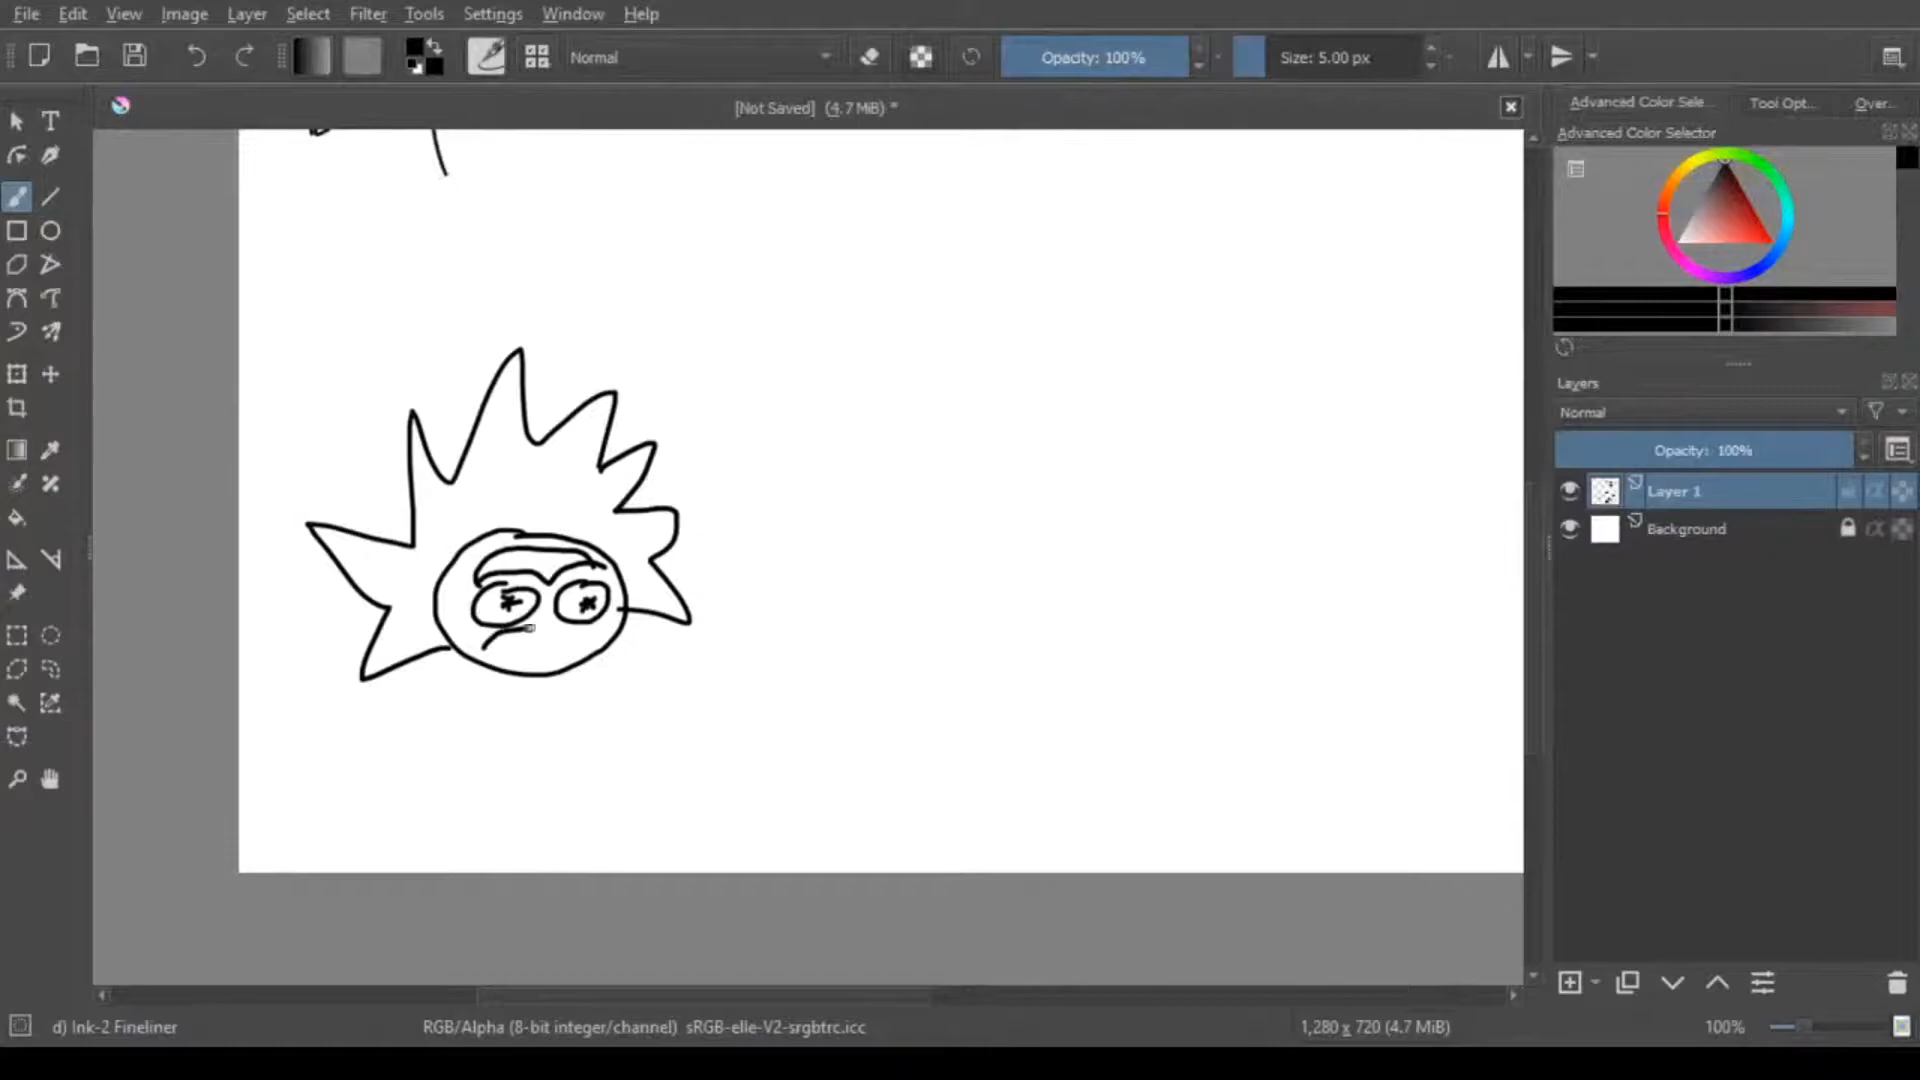 File Edit View Image Layer Select Filter Tools Settings Window Help
Normal Opacity: 100% Size: 5.00 px
[Not Saved] (4.7 MiB) *
Advanced Color Sele... Tool Opt... Over...
Advanced Color Selector
Layers
Normal
Opacity: 100%
Layer 1
Background
d) Ink-2 Fineliner RGB/Alpha (8-bit integer/channel) sRGB-elle-V2-srgbtrc.icc 1,280 x 720 (4.7 MiB) 100%